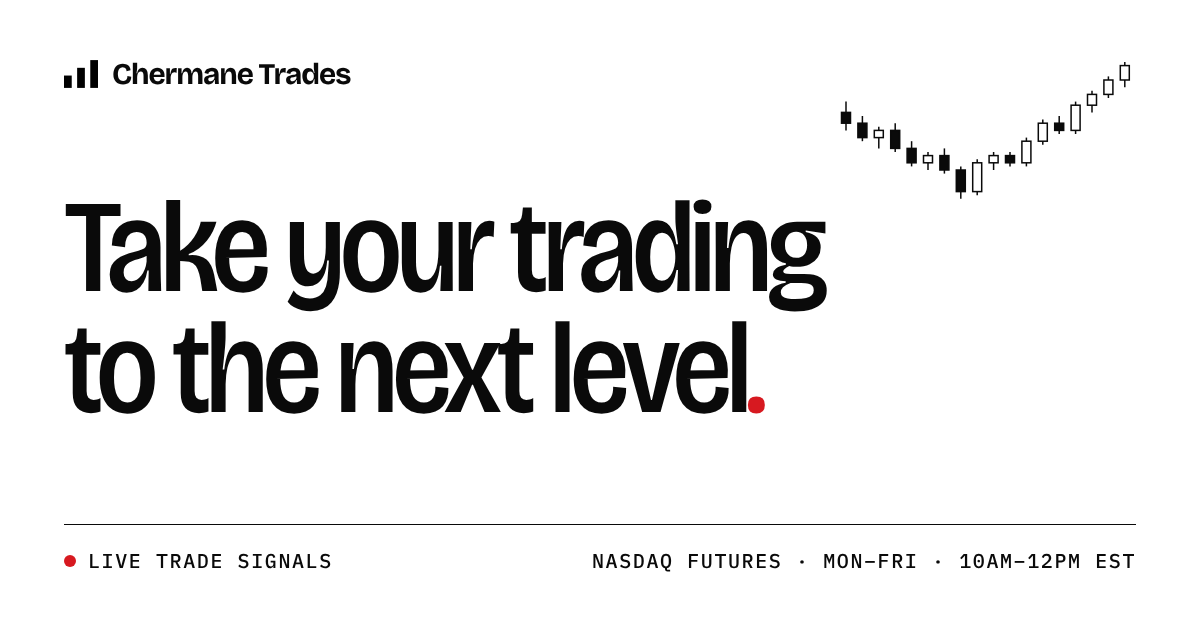 Chermane Trades
Take your trading
to the next level.
LIVE TRADE SIGNALS
NASDAQ FUTURES · MON–FRI · 10AM–12PM EST